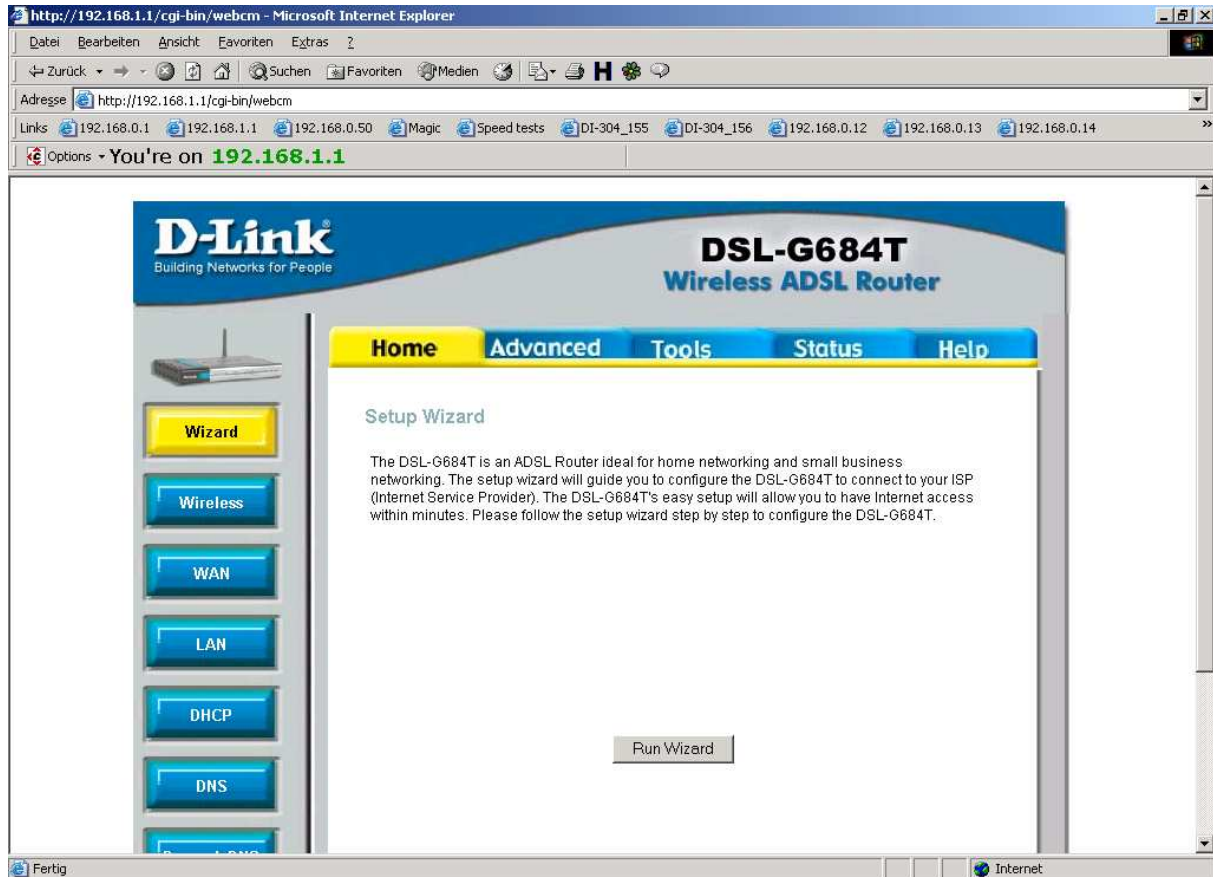 http://192.168.1.1/cgi-bin/webcm - Microsoft Internet Explorer
Datei Bearbeiten Ansicht Favoriten Extras ?
Zurück Suchen Favoriten Medien H
Adresse http://192.168.1.1/cgi-bin/webcm
Links 192.168.0.1 192.168.1.1 192.168.0.50 Magic Speed tests DI-304_155 DI-304_156 192.168.0.12 192.168.0.13 192.168.0.14 »
Options You're on 192.168.1.1
D-Link
Building Networks for People
DSL-G684T
Wireless ADSL Router
Home Advanced Tools Status Help
Wizard
Wireless
WAN
LAN
DHCP
DNS
Setup Wizard
The DSL-G684T is an ADSL Router ideal for home networking and small business
networking. The setup wizard will guide you to configure the DSL-G684T to connect to your ISP
(Internet Service Provider). The DSL-G684T's easy setup will allow you to have Internet access
within minutes. Please follow the setup wizard step by step to configure the DSL-G684T.
Run Wizard
Fertig
Internet